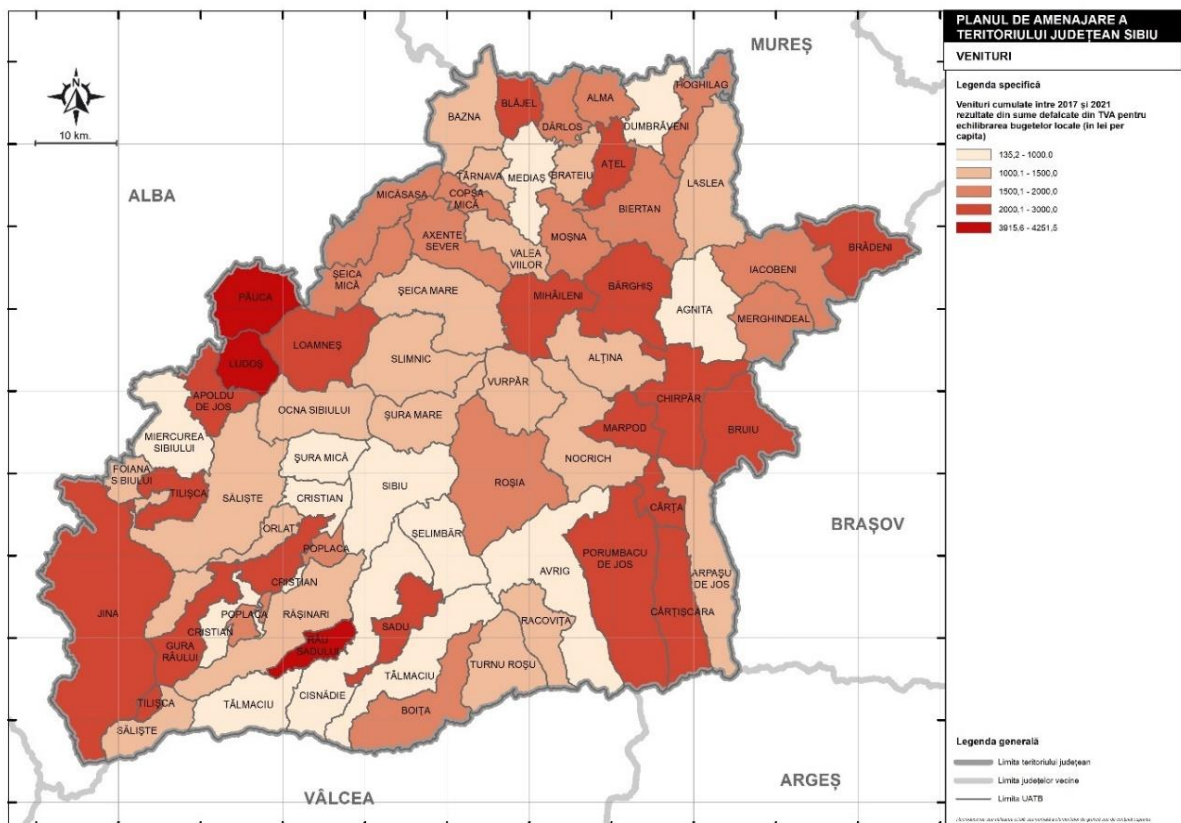 PLANUL DE AMENAJARE A
TERITORIULUI JUDEȚEAN SIBIU
VENITURI
Legenda specifică
Venituri cumulate între 2017 și 2021
rezultate din sume defalcate din TVA pentru
echilibrarea bugetelor locale (în lei per
capita)
135,2 - 1000,0
1000,1 - 1500,0
1500,1 - 2000,0
2000,1 - 3000,0
3915,6 - 4251,5
N
10 km.
MUREȘ
ALBA
BRAȘOV
ARGEȘ
VÂLCEA
BAZNA
BLĂJEL
DÂRLOS
ALMA
DUMBRĂVENI
HOGHILAG
TÂRNAVA
MEDIAȘ
BRATEIU
AȚEL
LASLEA
MICĂSASA
COPȘA
MICĂ
BIERTAN
AXENTE
SEVER
VALEA
VIILOR
MOȘNA
BRĂDENI
ȘEICA
MICĂ
IACOBENI
PĂUCA
ȘEICA MARE
MIHĂILENI
BÂRGHIȘ
AGNITA
MERGHINDEAL
LOAMNEȘ
LUDOȘ
SLIMNIC
ALȚINA
APOLDU
DE JOS
VURPĂR
CHIRPĂR
OCNA SIBIULUI
ȘURA MARE
MARPOD
BRUIU
MIERCUREA
SIBIULUI
ȘURA MICĂ
NOCRICH
POIANA
SIBIULUI
TILIȘCA
SĂLIȘTE
CRISTIAN
SIBIU
ROȘIA
CÂRȚA
ORLAT
ȘELIMBĂR
POPLACA
PORUMBACU
DE JOS
ARPAȘU
DE JOS
CRISTIAN
AVRIG
JINA
POPLACA
RĂȘINARI
CÂRȚIȘOARA
CRISTIAN
SADU
RACOVIȚA
GURA
RÂULUI
RÂU
SADULUI
TURNU ROȘU
TĂLMACIU
TILIȘCA
CISNĂDIE
TĂLMACIU
BOIȚA
SĂLIȘTE
Legenda generală
Limita teritoriului județean
Limita județelor vecine
Limita UATB